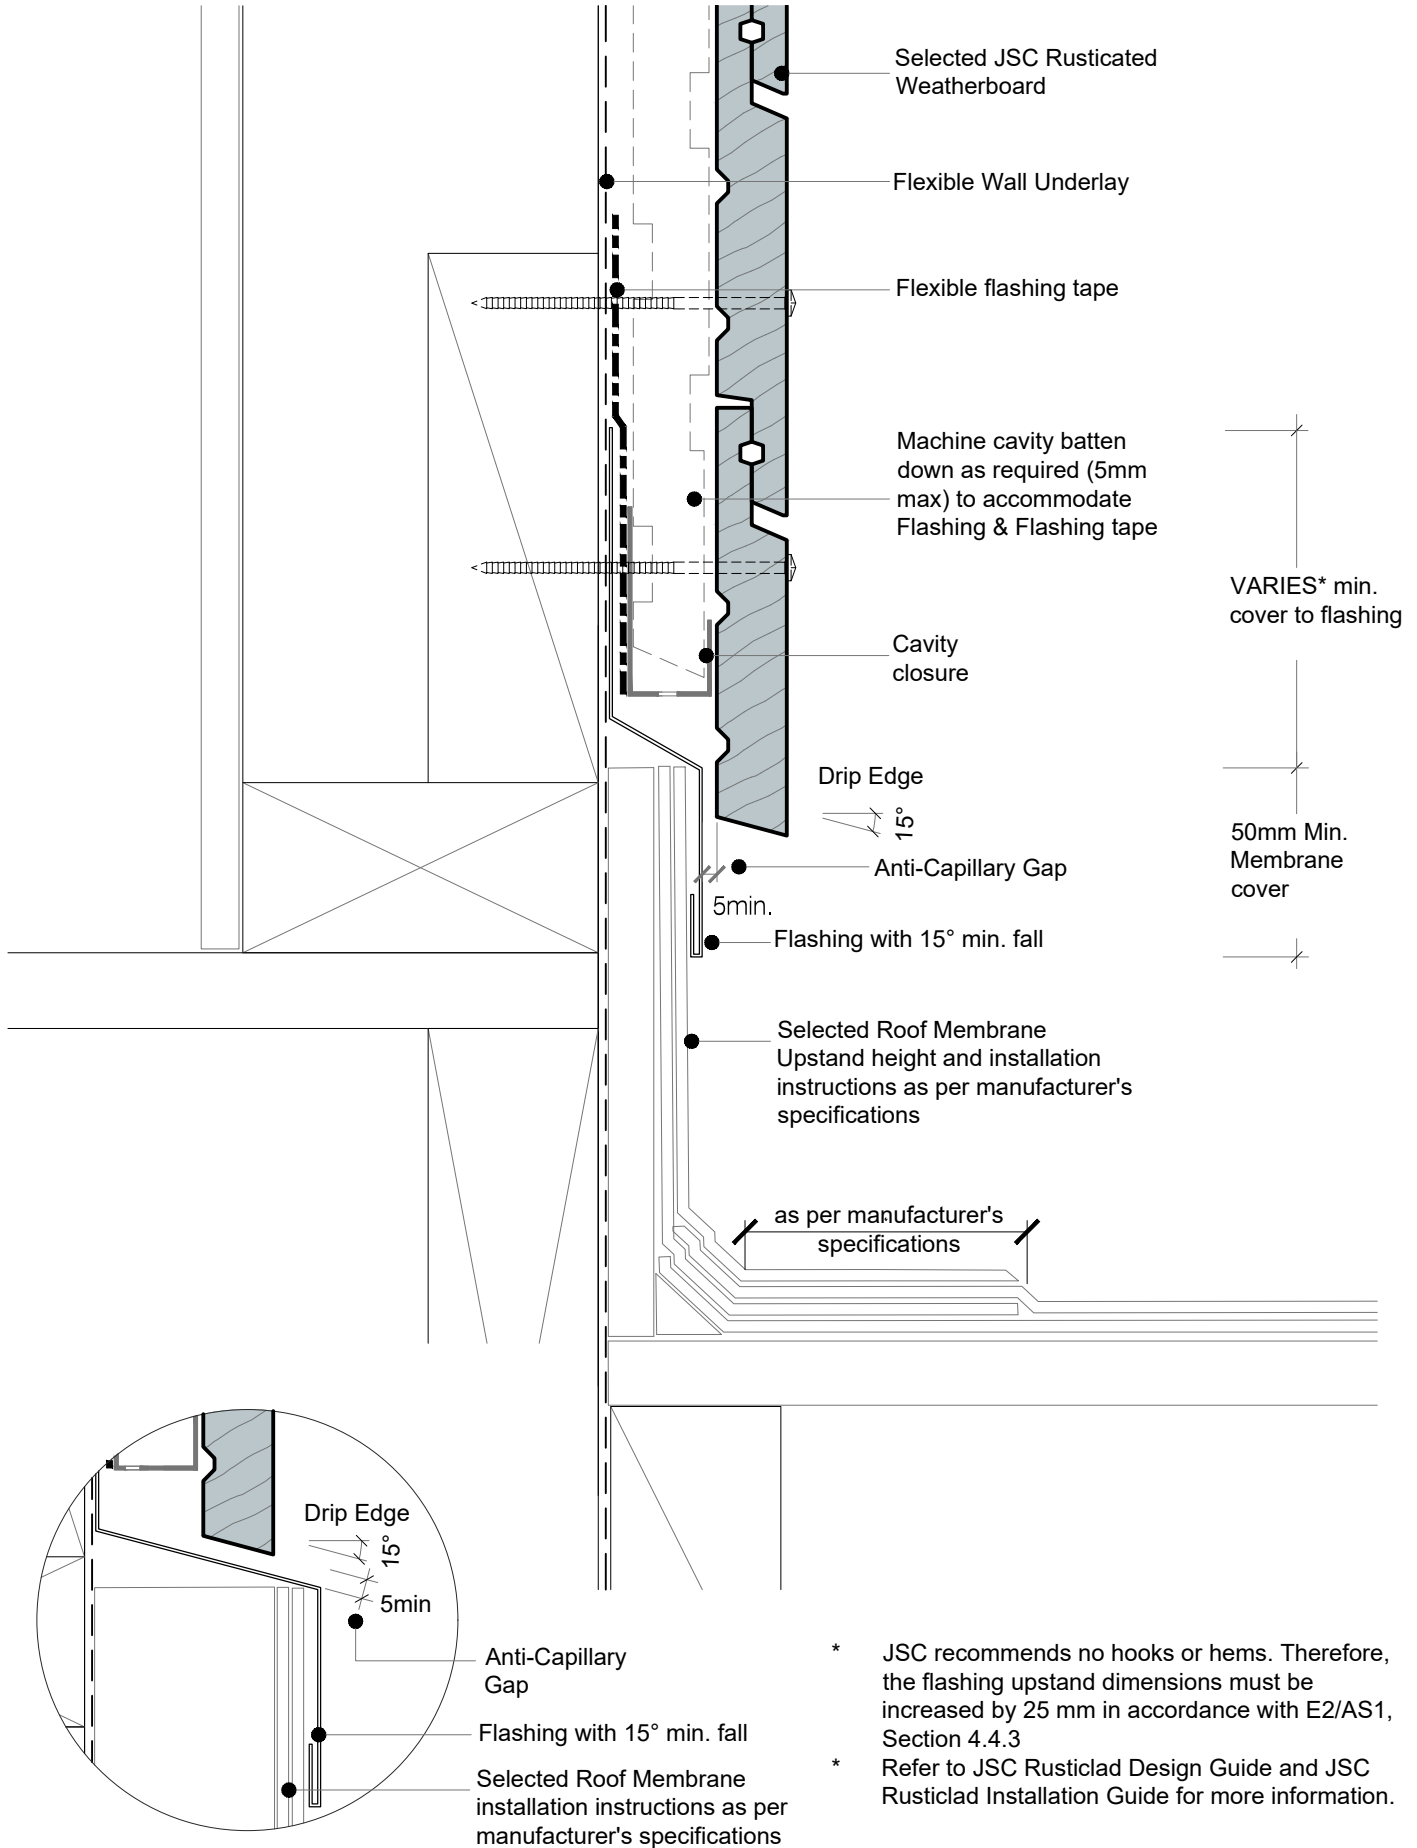 Selected JSC Rusticated
Weatherboard
Flexible Wall Underlay
Flexible flashing tape
Machine cavity batten
down as required (5mm
max) to accommodate
Flashing & Flashing tape
VARIES* min.
cover to flashing
Cavity
closure
Drip Edge
15°
50mm Min.
Membrane
cover
Anti-Capillary Gap
5min.
Flashing with 15° min. fall
Selected Roof Membrane
Upstand height and installation
instructions as per manufacturer's
specifications
as per manufacturer's
specifications
Drip Edge
15°
5min
Anti-Capillary
Gap
Flashing with 15° min. fall
Selected Roof Membrane
installation instructions as per
manufacturer's specifications
* JSC recommends no hooks or hems. Therefore,
the flashing upstand dimensions must be
increased by 25 mm in accordance with E2/AS1,
Section 4.4.3
* Refer to JSC Rusticlad Design Guide and JSC
Rusticlad Installation Guide for more information.